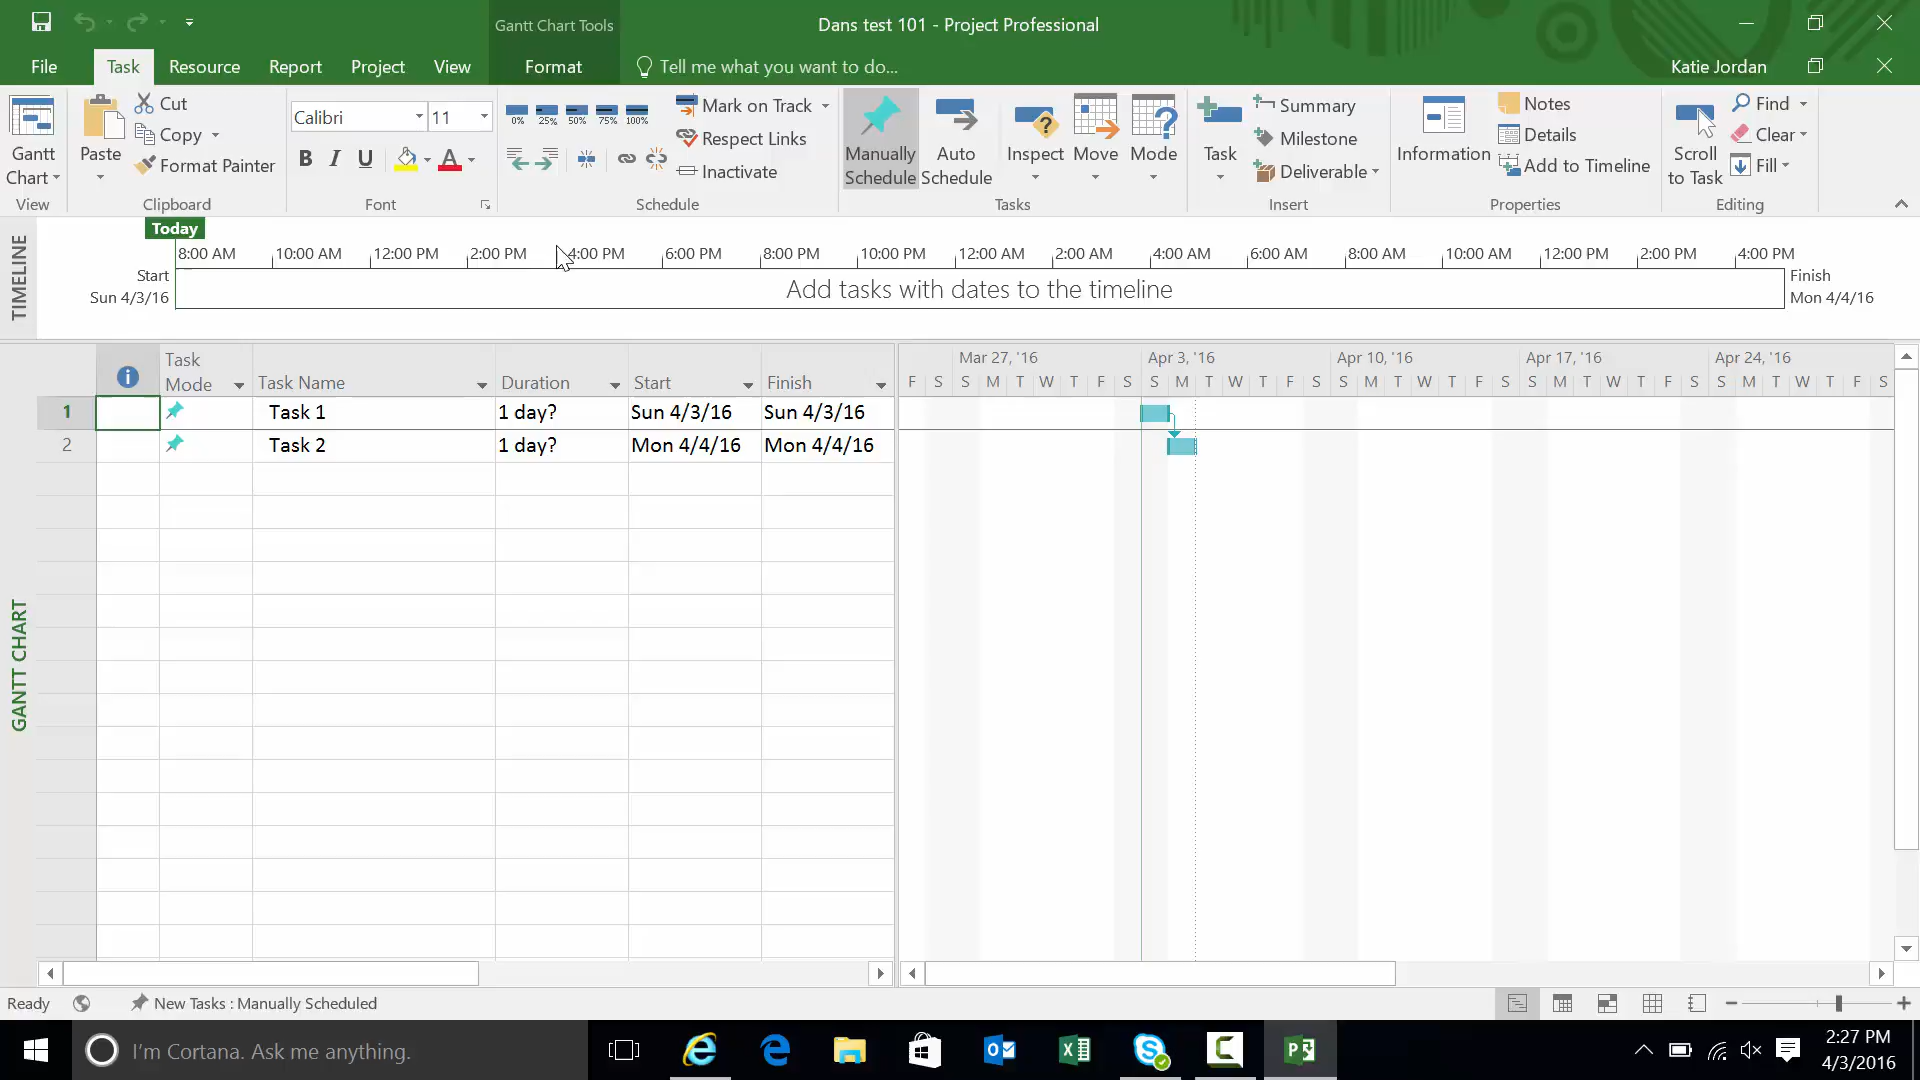 Gantt Chart Tools
Dans test 101 - Project Professional
File Task Resource Report Project View Format Tell me what you want to do... Katie Jordan
Gantt Chart
View
Paste
Cut
Copy
Format Painter
Clipboard
Calibri 11
B I U A
Font
0% 25% 50% 75% 100%
Mark on Track
Respect Links
Inactivate
Schedule
Manually Schedule
Auto Schedule
Inspect
Move
Mode
Tasks
Task
Summary
Milestone
Deliverable
Insert
Information
Notes
Details
Add to Timeline
Properties
Scroll to Task
Find
Clear
Fill
Editing
TIMELINE
Today
8:00 AM 10:00 AM 12:00 PM 2:00 PM 4:00 PM 6:00 PM 8:00 PM 10:00 PM 12:00 AM 2:00 AM 4:00 AM 6:00 AM 8:00 AM 10:00 AM 12:00 PM 2:00 PM 4:00 PM
Start
Sun 4/3/16
Add tasks with dates to the timeline
Finish
Mon 4/4/16
GANTT CHART
Task Mode Task Name Duration Start Finish
1 Task 1 1 day? Sun 4/3/16 Sun 4/3/16
2 Task 2 1 day? Mon 4/4/16 Mon 4/4/16
Mar 27, '16 Apr 3, '16 Apr 10, '16 Apr 17, '16 Apr 24, '16
F S S M T W T F S S M T W T F S S M T W T F S S M T W T F S S M T W T F S
Ready New Tasks : Manually Scheduled
I'm Cortana. Ask me anything.
2:27 PM
4/3/2016